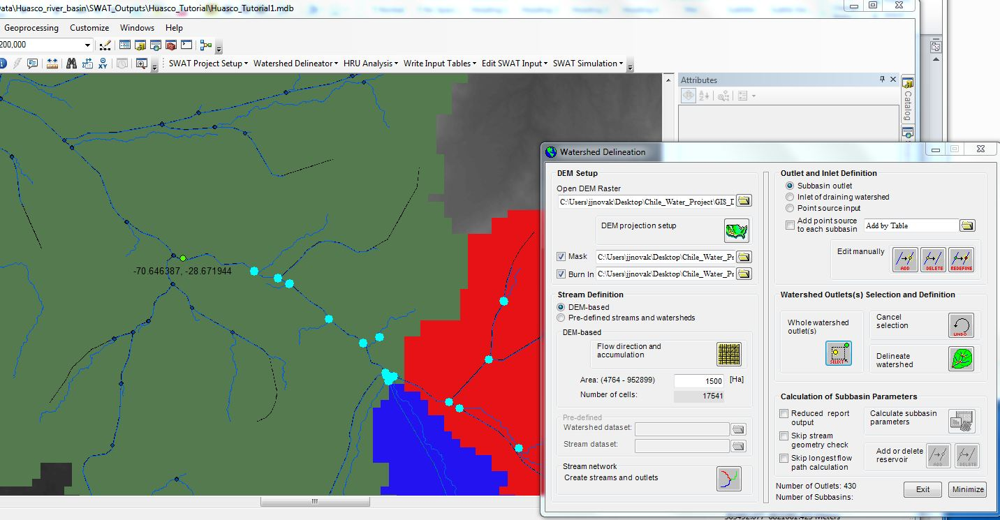 Data\Huasco_river_basin\SWAT_Outputs\Huasco_Tutorial\Huasco_Tutorial1.mdb
Geoprocessing Customize Windows Help
200,000
XY
SWAT Project Setup Watershed Delineator HRU Analysis Write Input Tables Edit SWAT Input SWAT Simulation
Attributes
Catalog
-70.646387, -28.671944
Watershed Delineation
DEM Setup
Open DEM Raster
C:\Users\jjnovak\Desktop\Chile_Water_Project\GIS_D
DEM projection setup
Mask C:\Users\jjnovak\Desktop\Chile_Water_Pr
Burn In C:\Users\jjnovak\Desktop\Chile_Water_Pr
Stream Definition
DEM-based
Pre-defined streams and watersheds
DEM-based
Flow direction and
accumulation
Area: (4764 - 952899) 1500 [Ha]
Number of cells: 17641
Pre-defined
Watershed dataset:
Stream dataset:
Stream network
Create streams and outlets
Outlet and Inlet Definition
Subbasin outlet
Inlet of draining watershed
Point source input
Add point source
to each subbasin Add by Table
Edit manually ADD DELETE REDEFINE
Watershed Outlets(s) Selection and Definition
Whole watershed
outlet(s)
SELECT
Cancel
selection
UNDO
Delineate
watershed
Calculation of Subbasin Parameters
Reduced report
output
Skip stream
geometry check
Skip longest flow
path calculation
Calculate subbasin
parameters
Add or delete
reservoir
ADD DELETE
Number of Outlets: 430
Number of Subbasins:
Exit Minimize